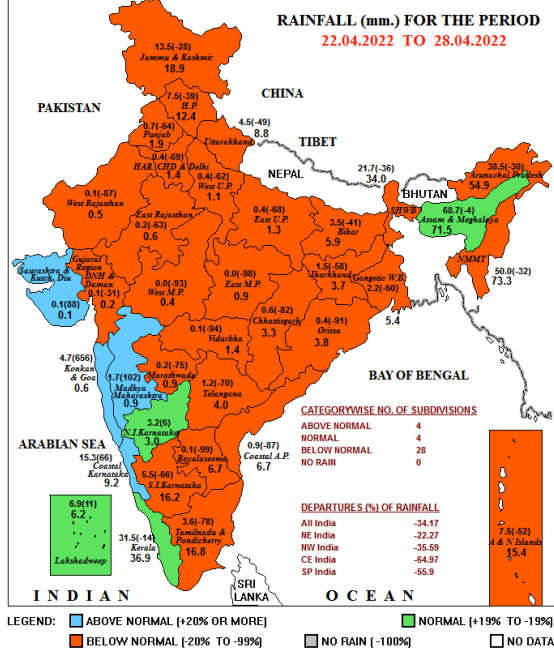 RAINFALL (mm.) FOR THE PERIOD
22.04.2022 TO 28.04.2022
13.5(-28)
Jammu & Kashmir
18.9
CHINA
PAKISTAN
7.5(-39)
H.P.
12.4
4.5(-49)
8.8
Uttarakhand
0.7(-64)
Punjab
1.9
TIBET
NEPAL
0.4(-69)
HAR. CHD & Delhi
1.4
0.4(-62)
West U.P.
1.1
21.7(-36)
34.0
BHUTAN
38.5(-30)
Arunachal Pradesh
54.9
0.1(-87)
West Rajasthan
0.5
East Rajasthan
0.2(-63)
0.6
0.4(-68)
East U.P.
1.3
3.5(-41)
Bihar
5.9
SHWB
68.7(-4)
Assam & Meghalaya
71.5
NMMT
50.0(-32)
73.3
Gujarat
Region
DNH &
Daman
0.1(-31)
0.2
Saurashtra &
Kutch, Diu
0.1(88)
0.1
0.0(-93)
West M.P.
0.4
0.0(-98)
East M.P.
0.9
1.5(-58)
Jharkhand
3.7
Gangetic W.B.
2.2(-60)
5.4
0.6(-82)
Chhattisgarh
3.3
0.4(-91)
Orissa
3.8
0.1(-94)
Vidarbha
1.4
4.7(656)
Konkan
& Goa
0.6
1.7(102)
Madhya
Maharashtra
0.9
0.2(-75)
Marathwada
0.9
1.2(-70)
Telangana
4.0
BAY OF BENGAL
3.2(6)
N.I.Karnataka
3.0
ARABIAN SEA
15.3(66)
Coastal
Karnataka
9.2
0.1(-99)
Rayalaseema
6.7
0.9(-87)
Coastal A.P.
6.7
5.5(-66)
S.I.Karnataka
16.2
CATEGORYWISE NO. OF SUBDIVISIONS
ABOVE NORMAL 4
NORMAL 4
BELOW NORMAL 28
NO RAIN 0
6.9(11)
6.2
Lakshadweep
31.5(-14)
Kerala
36.9
3.6(-78)
Tamilnadu &
Pondicherry
16.8
DEPARTURES (%) OF RAINFALL
All India -34.17
NE India -22.27
NW India -35.59
CE India -64.97
SP India -55.9
7.5(-52)
A & N Islands
15.4
SRI
LANKA
INDIAN OCEAN
LEGEND: ABOVE NORMAL (+20% OR MORE) NORMAL (+19% TO -19%)
BELOW NORMAL (-20% TO -99%) NO RAIN (-100%) NO DATA